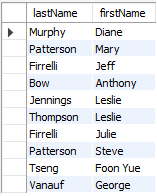 lastName firstName
Murphy Diane
Patterson Mary
Firrelli Jeff
Bow Anthony
Jennings Leslie
Thompson Leslie
Firrelli Julie
Patterson Steve
Tseng Foon Yue
Vanauf George